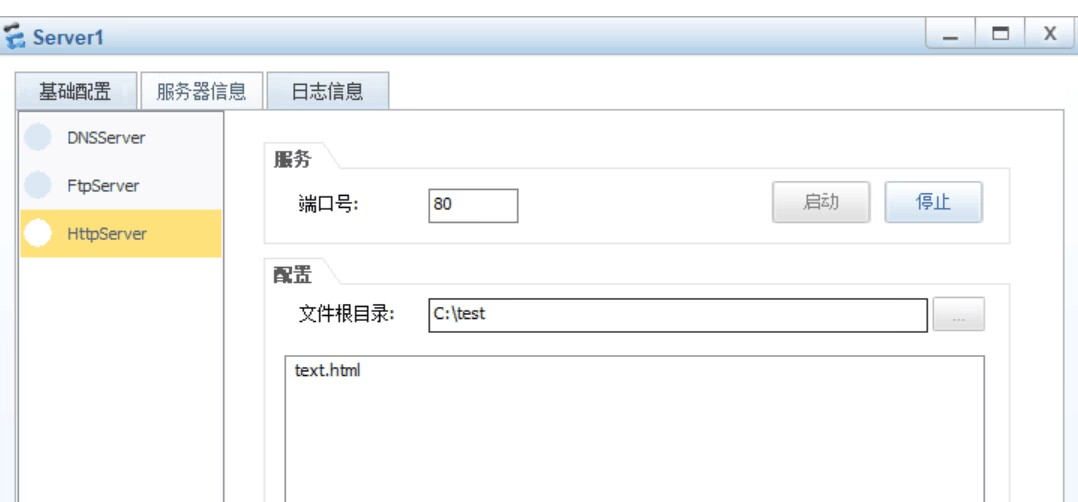 Server1
基础配置 服务器信息 日志信息
DNSServer
FtpServer
HttpServer
服务
端口号: 80 启动 停止
配置
文件根目录: C:\test ...
text.html